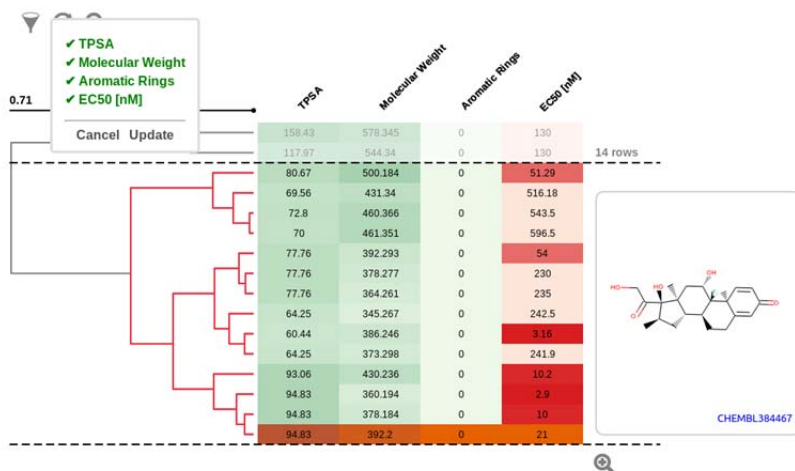 ✔ TPSA
✔ Molecular Weight
✔ Aromatic Rings
✔ EC50 [nM]
Cancel Update
0.71
TPSA Molecular Weight Aromatic Rings EC50 [nM]
158.43 578.345 0 130
117.97 544.34 0 130
14 rows
80.67 500.184 0 51.29
69.56 431.34 0 516.18
72.8 460.366 0 543.5
70 461.351 0 596.5
77.76 392.293 0 54
77.76 378.277 0 230
77.76 364.261 0 235
64.25 345.267 0 242.5
60.44 386.246 0 3.16
64.25 373.298 0 241.9
93.06 430.236 0 10.2
94.83 360.194 0 2.9
94.83 378.184 0 10
94.83 392.2 0 21
HO
O
HO
OH
F
O
CHEMBL384467